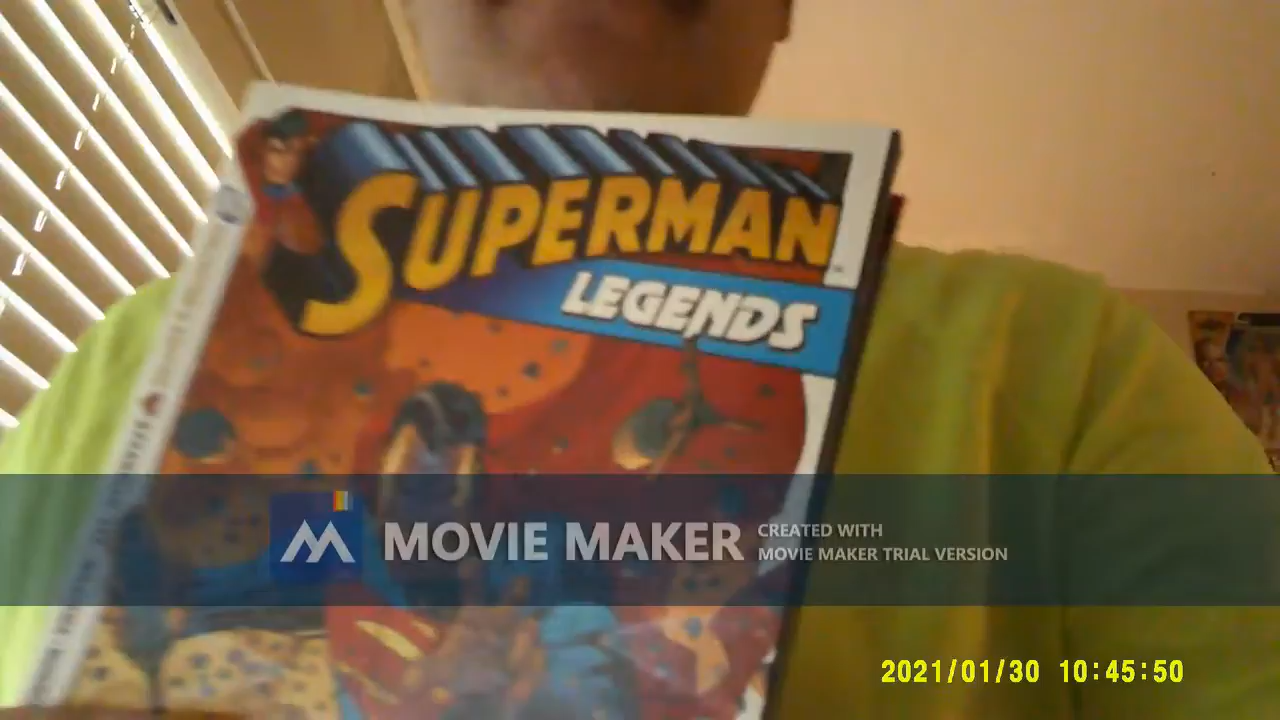 SUPERMAN
LEGENDS
MOVIE MAKER
CREATED WITH
MOVIE MAKER TRIAL VERSION
2021/01/30 10:45:50